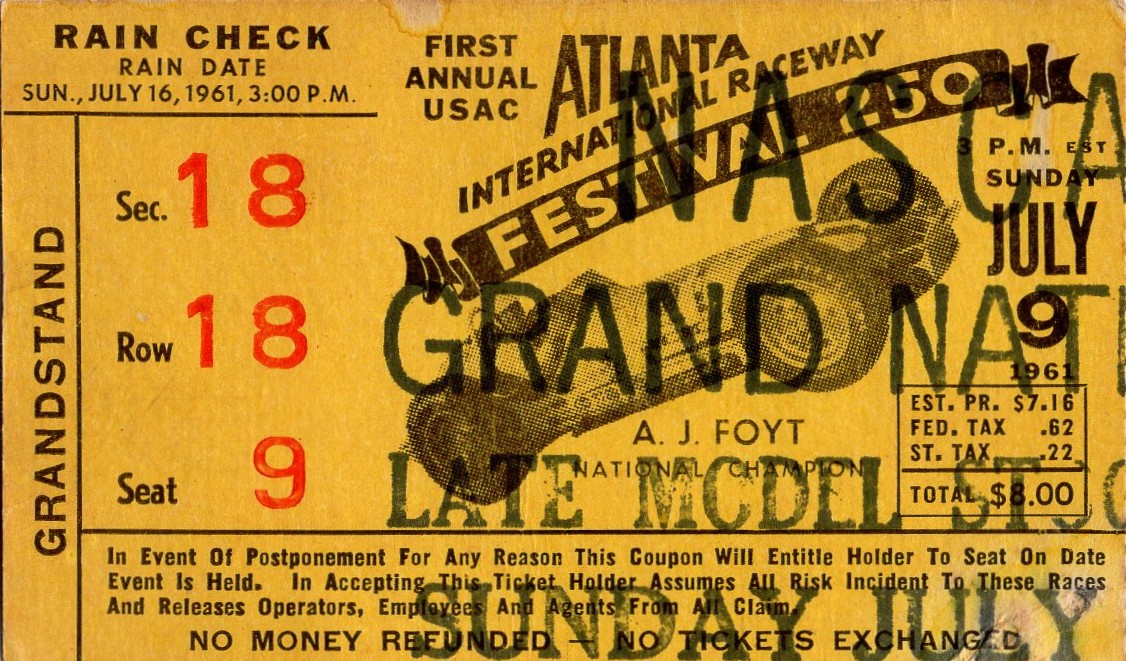 RAIN CHECK
RAIN DATE
SUN., JULY 16, 1961, 3:00 P.M.
GRANDSTAND
Sec. 18
Row 18
Seat 9
FIRST
ANNUAL
USAC
ATLANTA
INTERNATIONAL RACEWAY
FESTIVAL 250
3 P.M. EST
SUNDAY
JULY
9
1961
EST. PR. $7.16
FED. TAX .62
ST. TAX .22
TOTAL $8.00
A. J. FOYT
NATIONAL CHAMPION
NASCA
GRAND NATI
LATE MCDEL STOC
SUNDAY JULY
In Event Of Postponement For Any Reason This Coupon Will Entitle Holder To Seat On Date
Event Is Held. In Accepting This Ticket Holder Assumes All Risk Incident To These Races
And Releases Operators, Employees And Agents From All Claim.
NO MONEY REFUNDED — NO TICKETS EXCHANGED